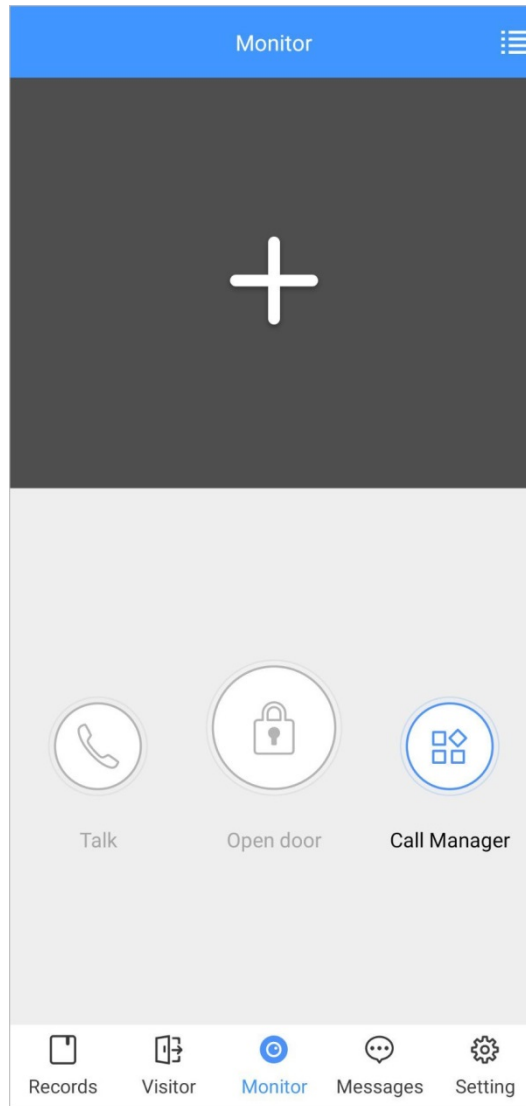 Monitor
Talk Open door Call Manager
Records Visitor Monitor Messages Setting